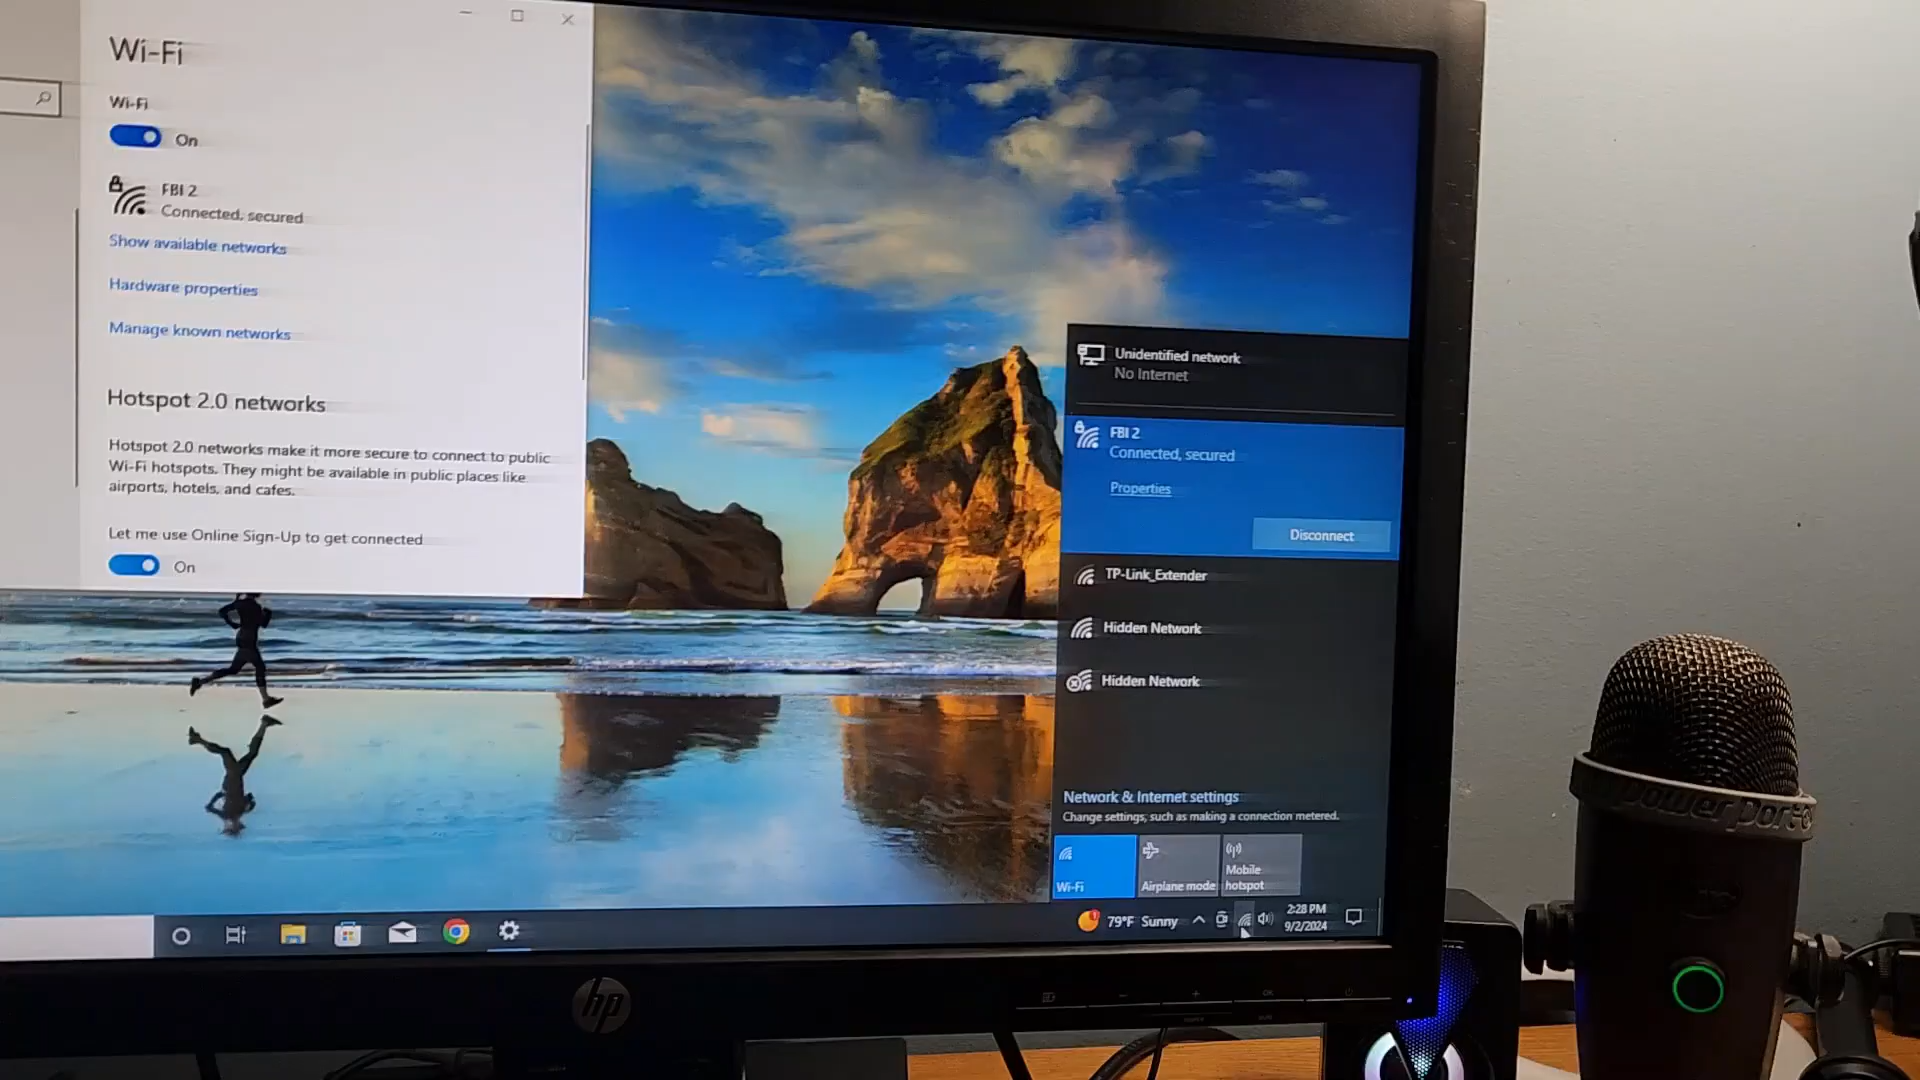 Wi-Fi
Wi-Fi
On
FBI 2
Connected, secured
Show available networks
Hardware properties
Manage known networks
Hotspot 2.0 networks
Hotspot 2.0 networks make it more secure to connect to public
Wi-Fi hotspots. They might be available in public places like
airports, hotels, and cafes.
Let me use Online Sign-Up to get connected
On
Unidentified network
No Internet
FBI 2
Connected, secured
Properties
Disconnect
TP-Link_Extender
Hidden Network
Hidden Network
Network & Internet settings
Change settings, such as making a connection metered.
Wi-Fi
Airplane mode
Mobile
hotspot
79°F Sunny
2:28 PM
9/2/2024
hp
OK